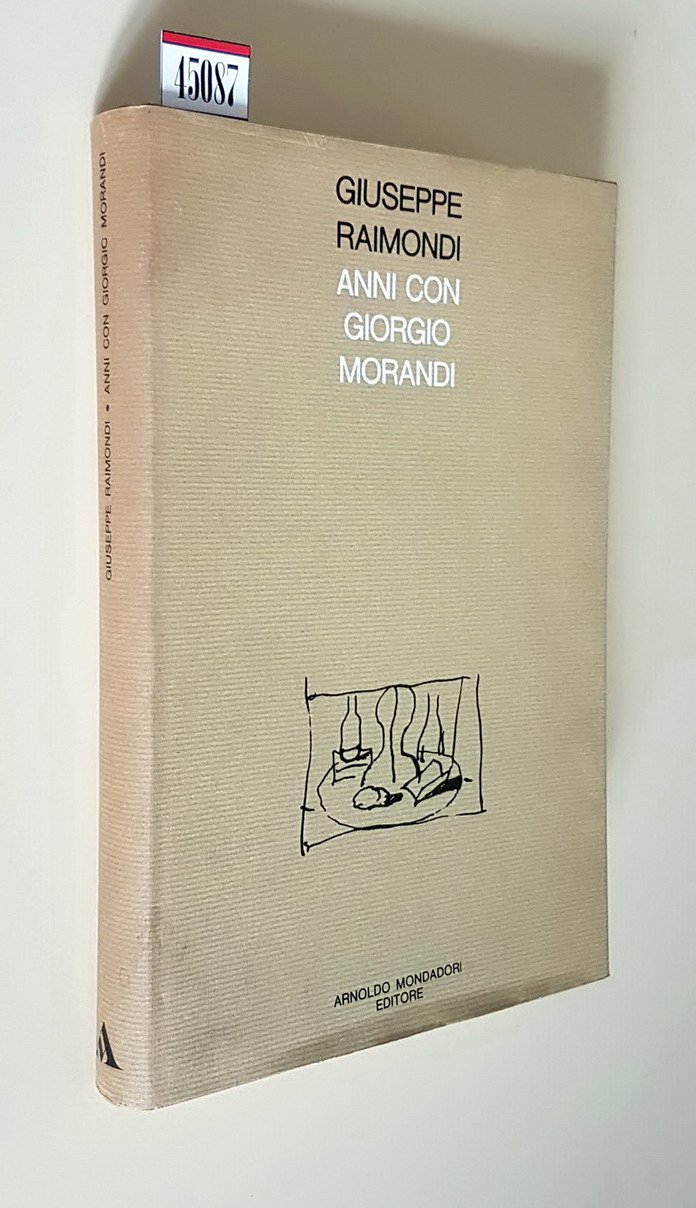 45087
GIUSEPPE
RAIMONDI
ANNI CON
GIORGIO
MORANDI
ARNOLDO MONDADORI
EDITORE
GIUSEPPE RAIMONDI • ANNI CON GIORGIO MORANDI